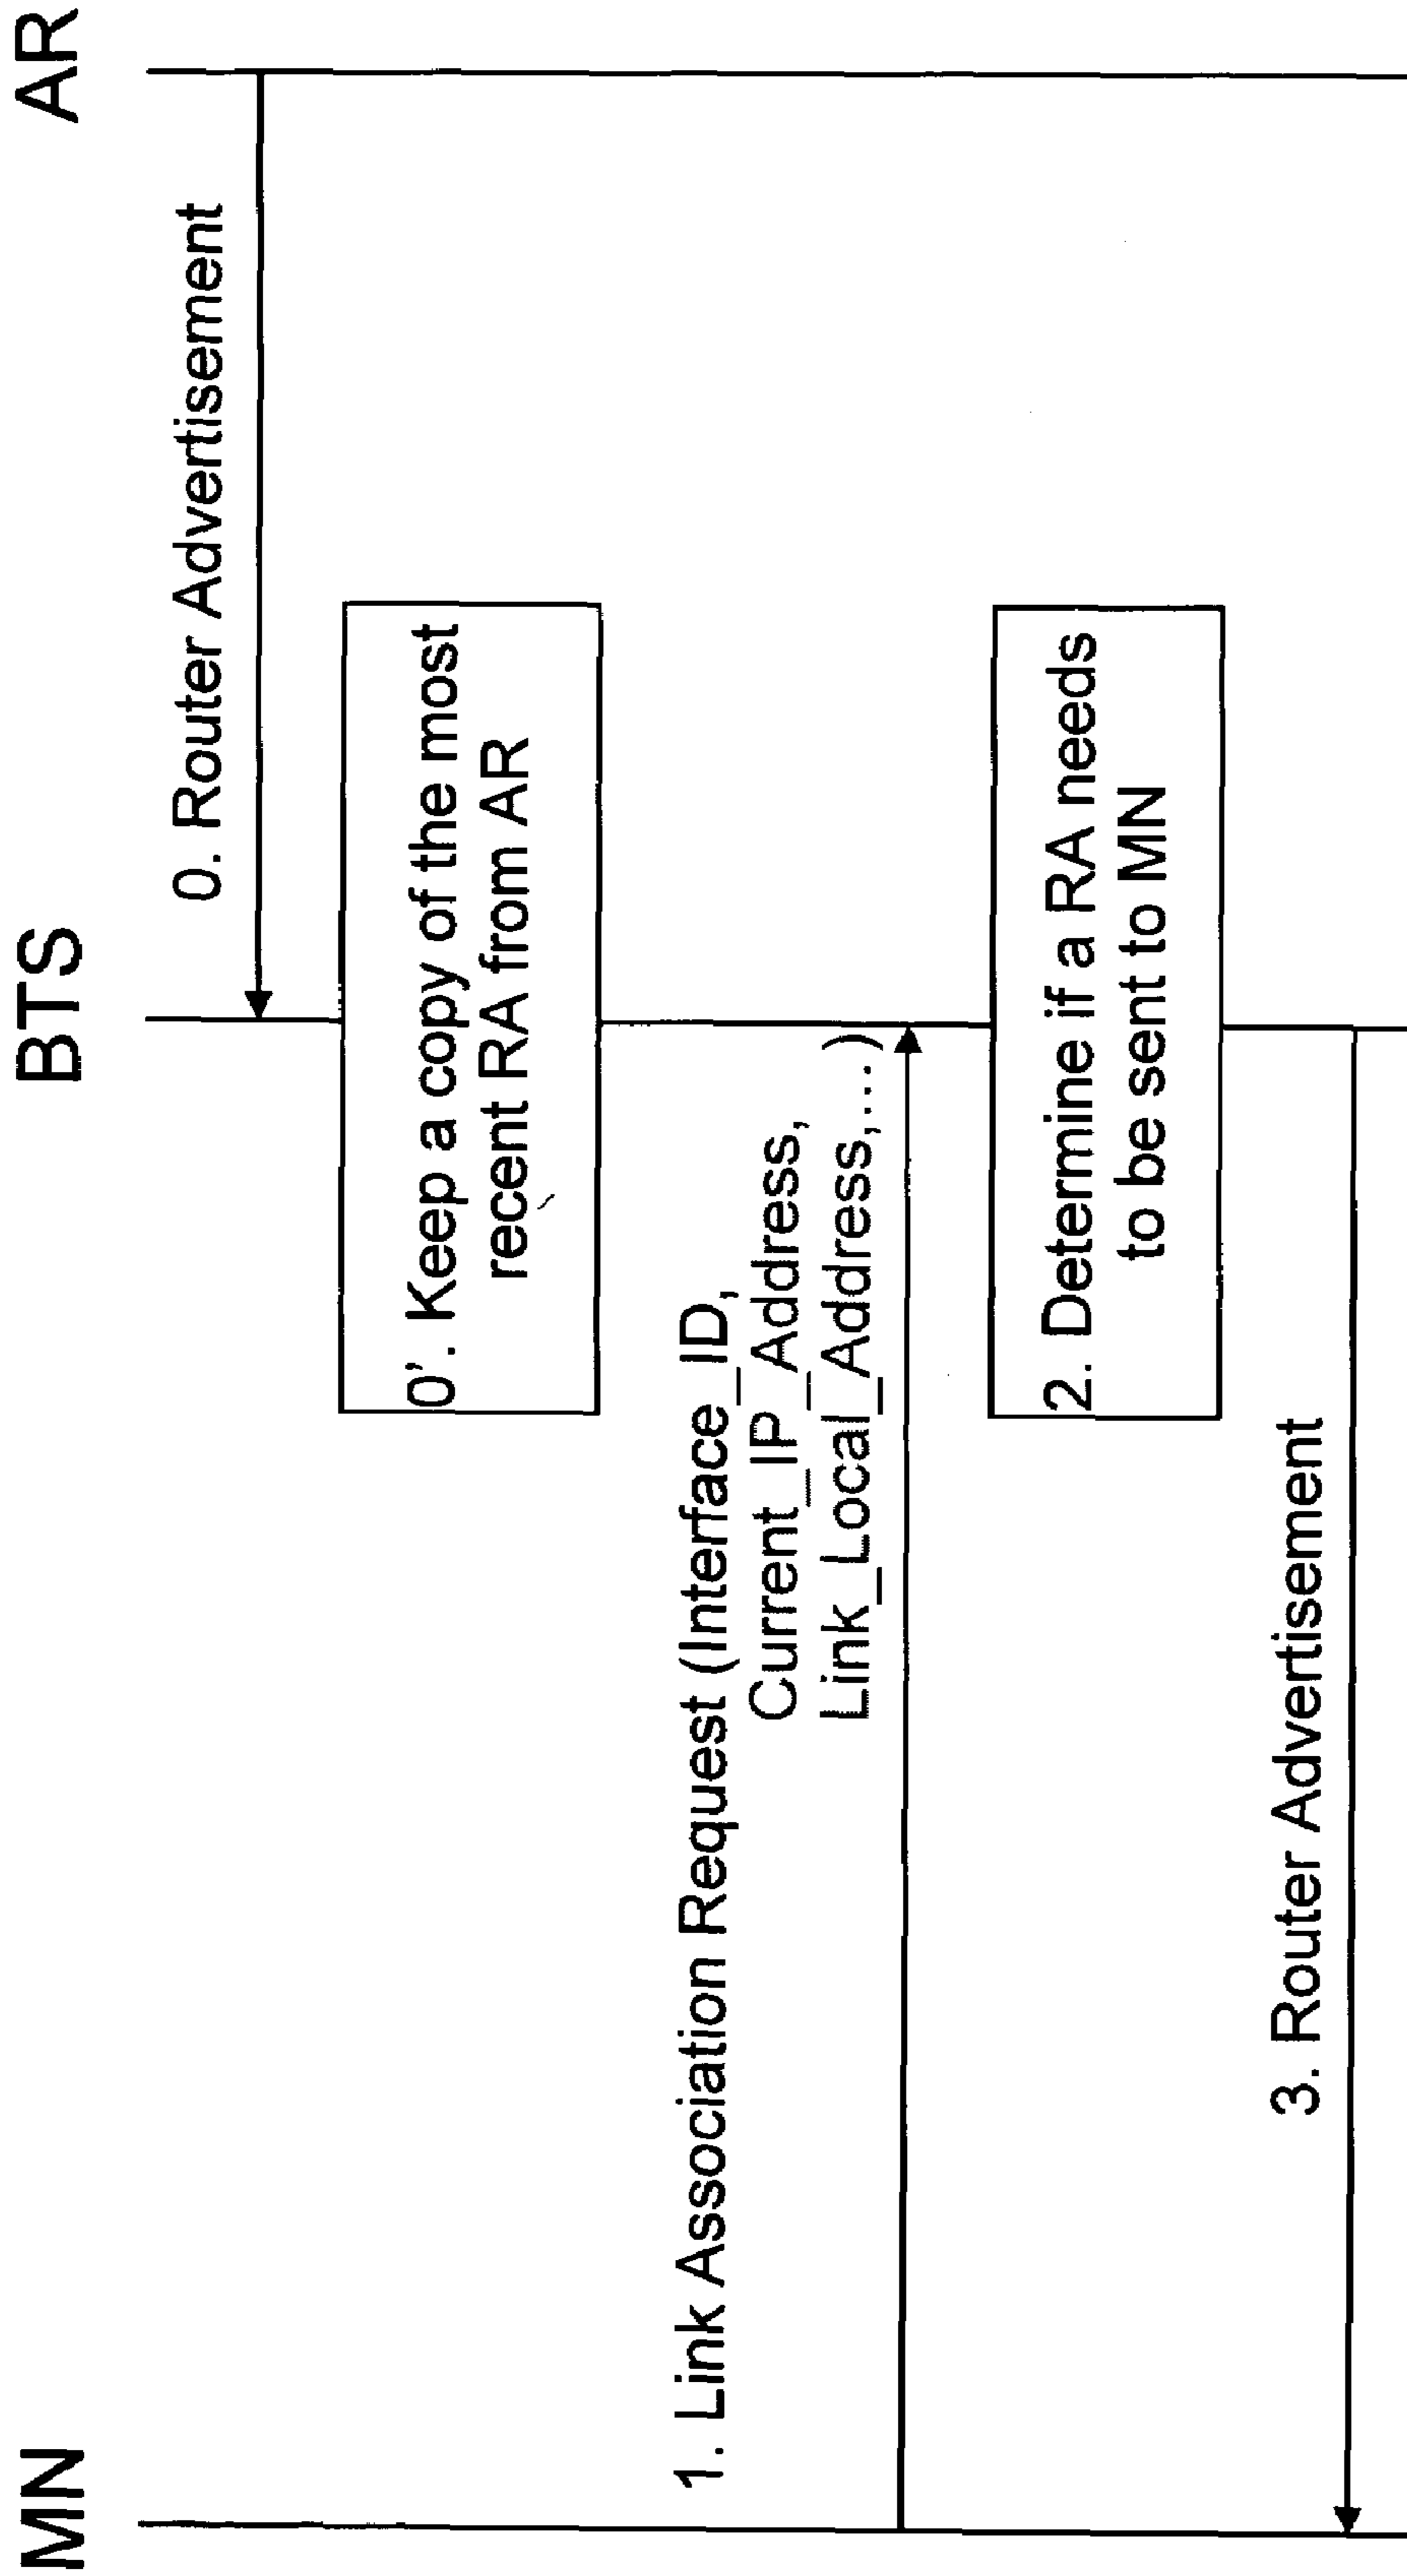 MN
BTS
AR
0. Router Advertisement
0'. Keep a copy of the most
recent RA from AR
1. Link Association Request (Interface_ID,
Current_IP_Address,
Link_Local_Address,...)
2. Determine if a RA needs
to be sent to MN
3. Router Advertisement